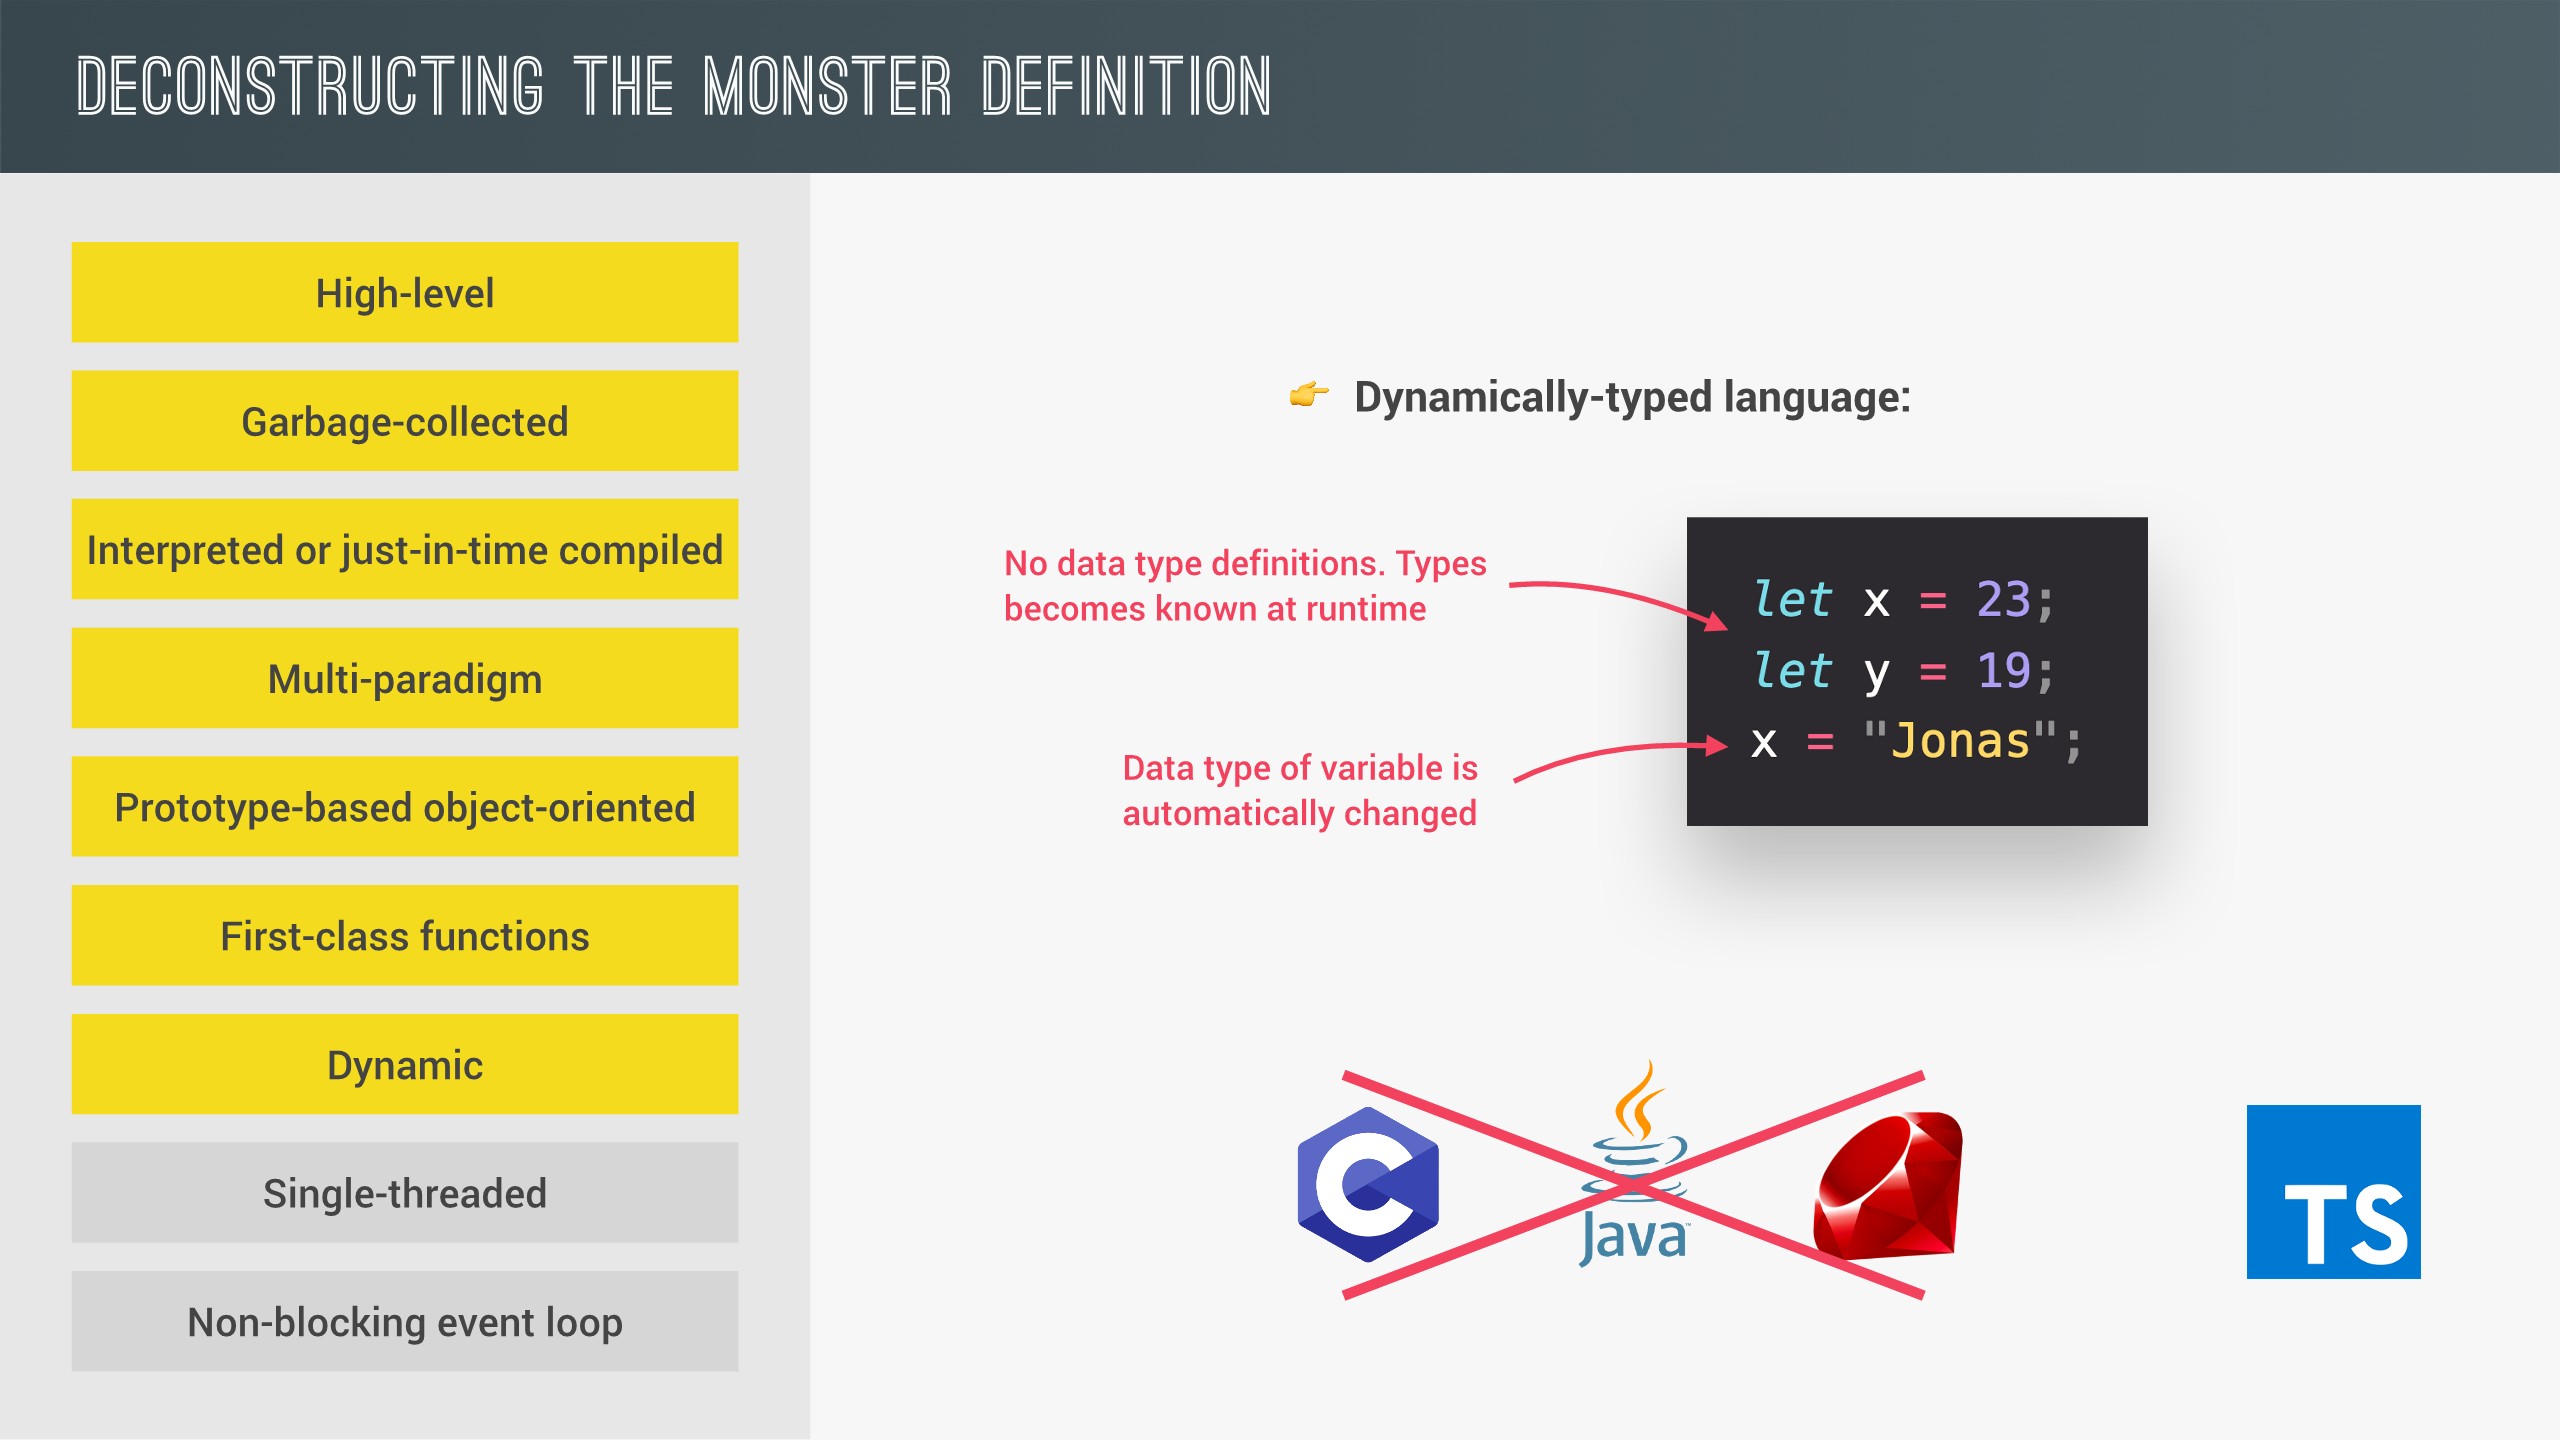 DECONSTRUCTING THE MONSTER DEFINITION
High-level
Garbage-collected
Interpreted or just-in-time compiled
Multi-paradigm
Prototype-based object-oriented
First-class functions
Dynamic
Single-threaded
Non-blocking event loop
Dynamically-typed language:
No data type definitions. Types
becomes known at runtime
Data type of variable is
automatically changed
let x = 23;
let y = 19;
x = "Jonas";
C
Java™
TS